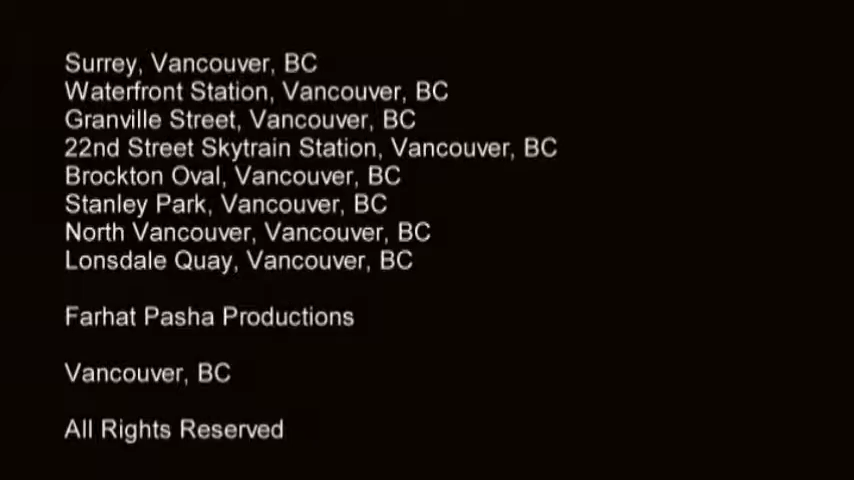 Surrey, Vancouver, BC
Waterfront Station, Vancouver, BC
Granville Street, Vancouver, BC
22nd Street Skytrain Station, Vancouver, BC
Brockton Oval, Vancouver, BC
Stanley Park, Vancouver, BC
North Vancouver, Vancouver, BC
Lonsdale Quay, Vancouver, BC
Farhat Pasha Productions
Vancouver, BC
All Rights Reserved